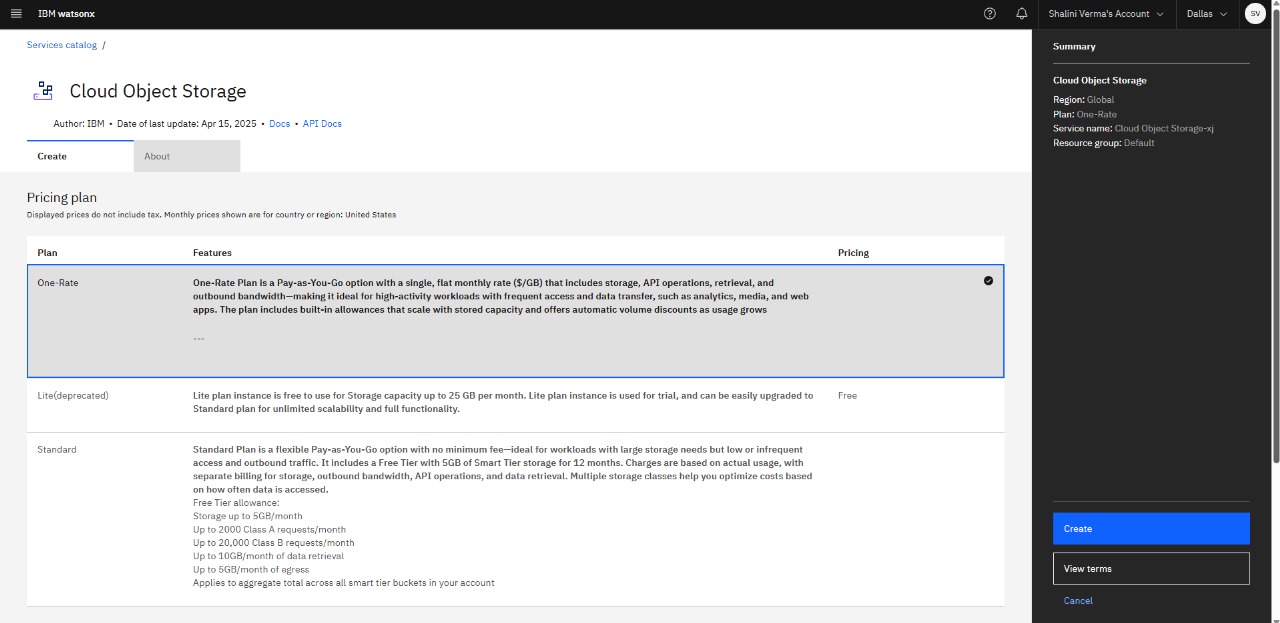 IBM watsonx
Shalini Verma's Account
Dallas
SV
Services catalog /
Cloud Object Storage
Author: IBM • Date of last update: Apr 15, 2025 • Docs • API Docs
Create
About
Pricing plan
Displayed prices do not include tax. Monthly prices shown are for country or region: United States
Plan Features Pricing
One-Rate
One-Rate Plan is a Pay-as-You-Go option with a single, flat monthly rate ($/GB) that includes storage, API operations, retrieval, and
outbound bandwidth—making it ideal for high-activity workloads with frequent access and data transfer, such as analytics, media, and web
apps. The plan includes built-in allowances that scale with stored capacity and offers automatic volume discounts as usage grows
---
Lite(deprecated)
Lite plan instance is free to use for Storage capacity up to 25 GB per month. Lite plan instance is used for trial, and can be easily upgraded to
Standard plan for unlimited scalability and full functionality.
Free
Standard
Standard Plan is a flexible Pay-as-You-Go option with no minimum fee—ideal for workloads with large storage needs but low or infrequent
access and outbound traffic. It includes a Free Tier with 5GB of Smart Tier storage for 12 months. Charges are based on actual usage, with
separate billing for storage, outbound bandwidth, API operations, and data retrieval. Multiple storage classes help you optimize costs based
on how often data is accessed.
Free Tier allowance:
Storage up to 5GB/month
Up to 2000 Class A requests/month
Up to 20,000 Class B requests/month
Up to 10GB/month of data retrieval
Up to 5GB/month of egress
Applies to aggregate total across all smart tier buckets in your account
Summary
Cloud Object Storage
Region: Global
Plan: One-Rate
Service name: Cloud Object Storage-xj
Resource group: Default
Create
View terms
Cancel